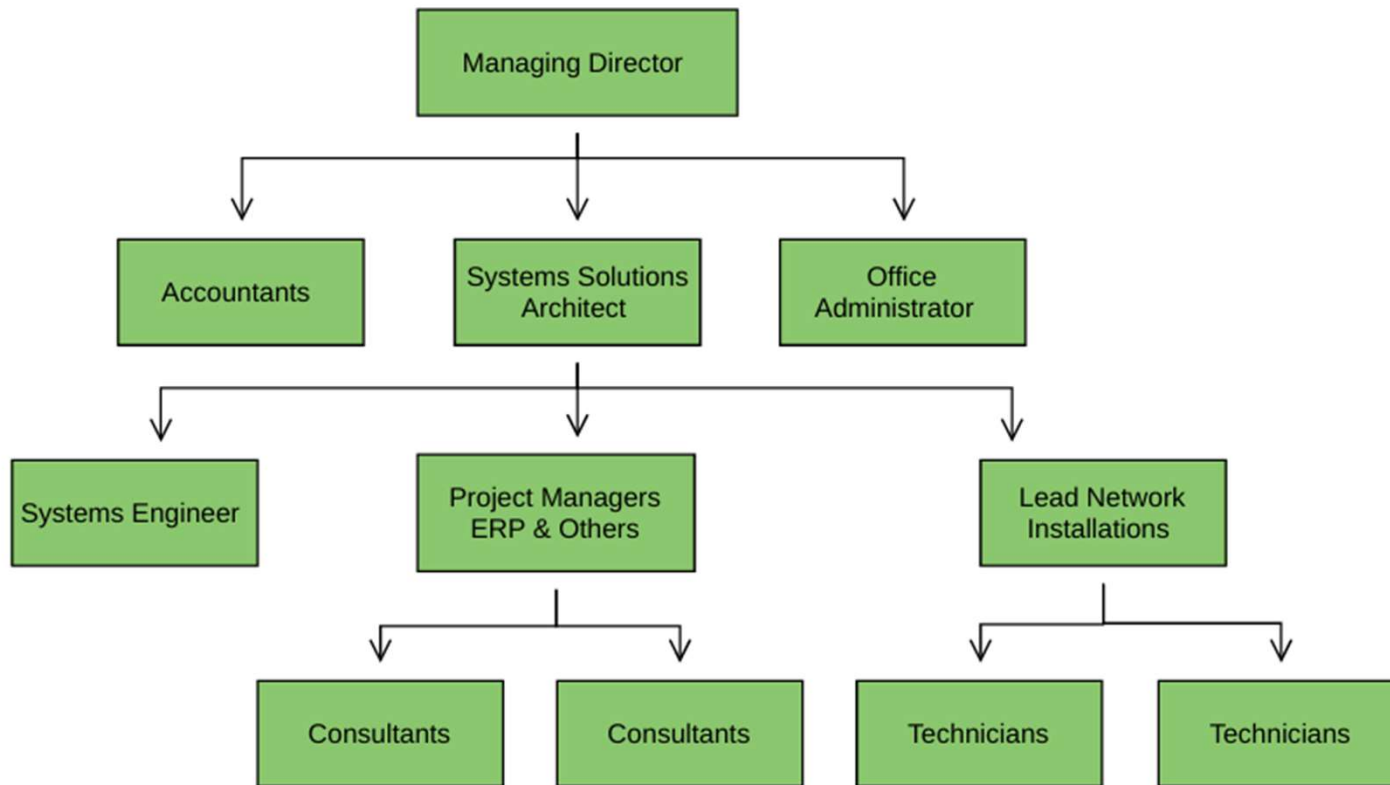 Managing Director
Accountants
Systems Solutions
Architect
Office
Administrator
Systems Engineer
Project Managers
ERP & Others
Lead Network
Installations
Consultants
Consultants
Technicians
Technicians